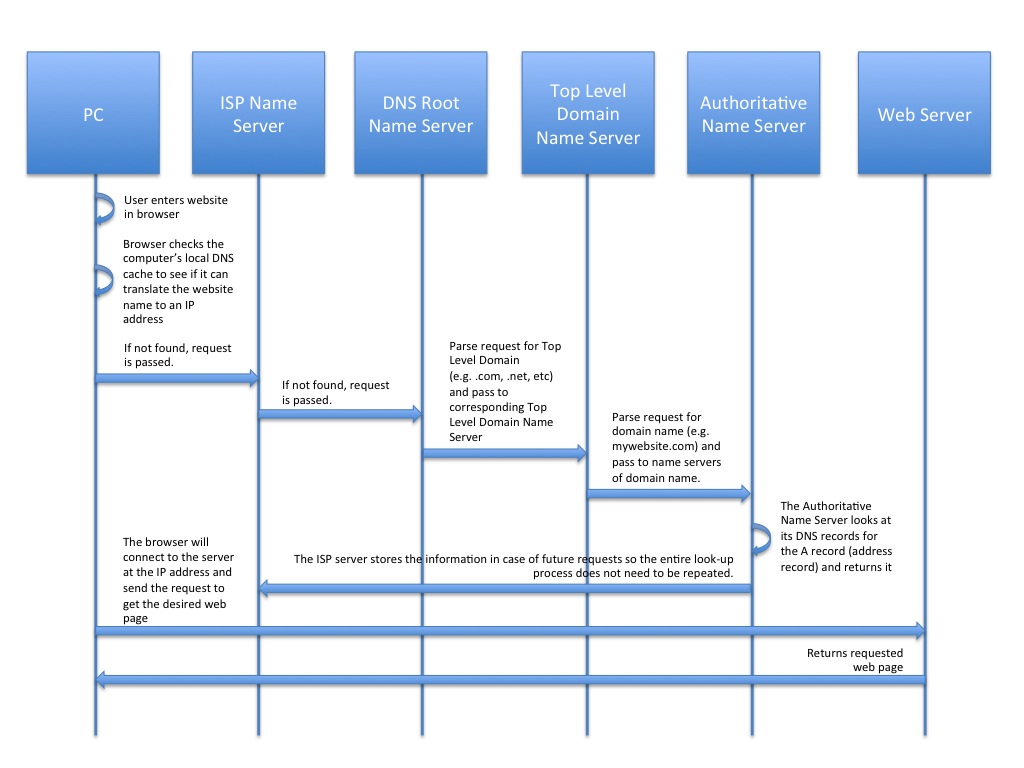 PC
ISP Name
Server
DNS Root
Name Server
Top Level
Domain
Name Server
Authoritative
Name Server
Web Server
User enters website
in browser
Browser checks the
computer’s local DNS
cache to see if it can
translate the website
name to an IP
address
If not found, request
is passed.
If not found, request
is passed.
Parse request for Top
Level Domain
(e.g. .com, .net, etc)
and pass to
corresponding Top
Level Domain Name
Server
Parse request for
domain name (e.g.
mywebsite.com) and
pass to name servers
of domain name.
The Authoritative
Name Server looks at
its DNS records for
the A record (address
record) and returns it
The ISP server stores the information in case of future requests so the entire look-up
process does not need to be repeated.
The browser will
connect to the server
at the IP address and
send the request to
get the desired web
page
Returns requested
web page